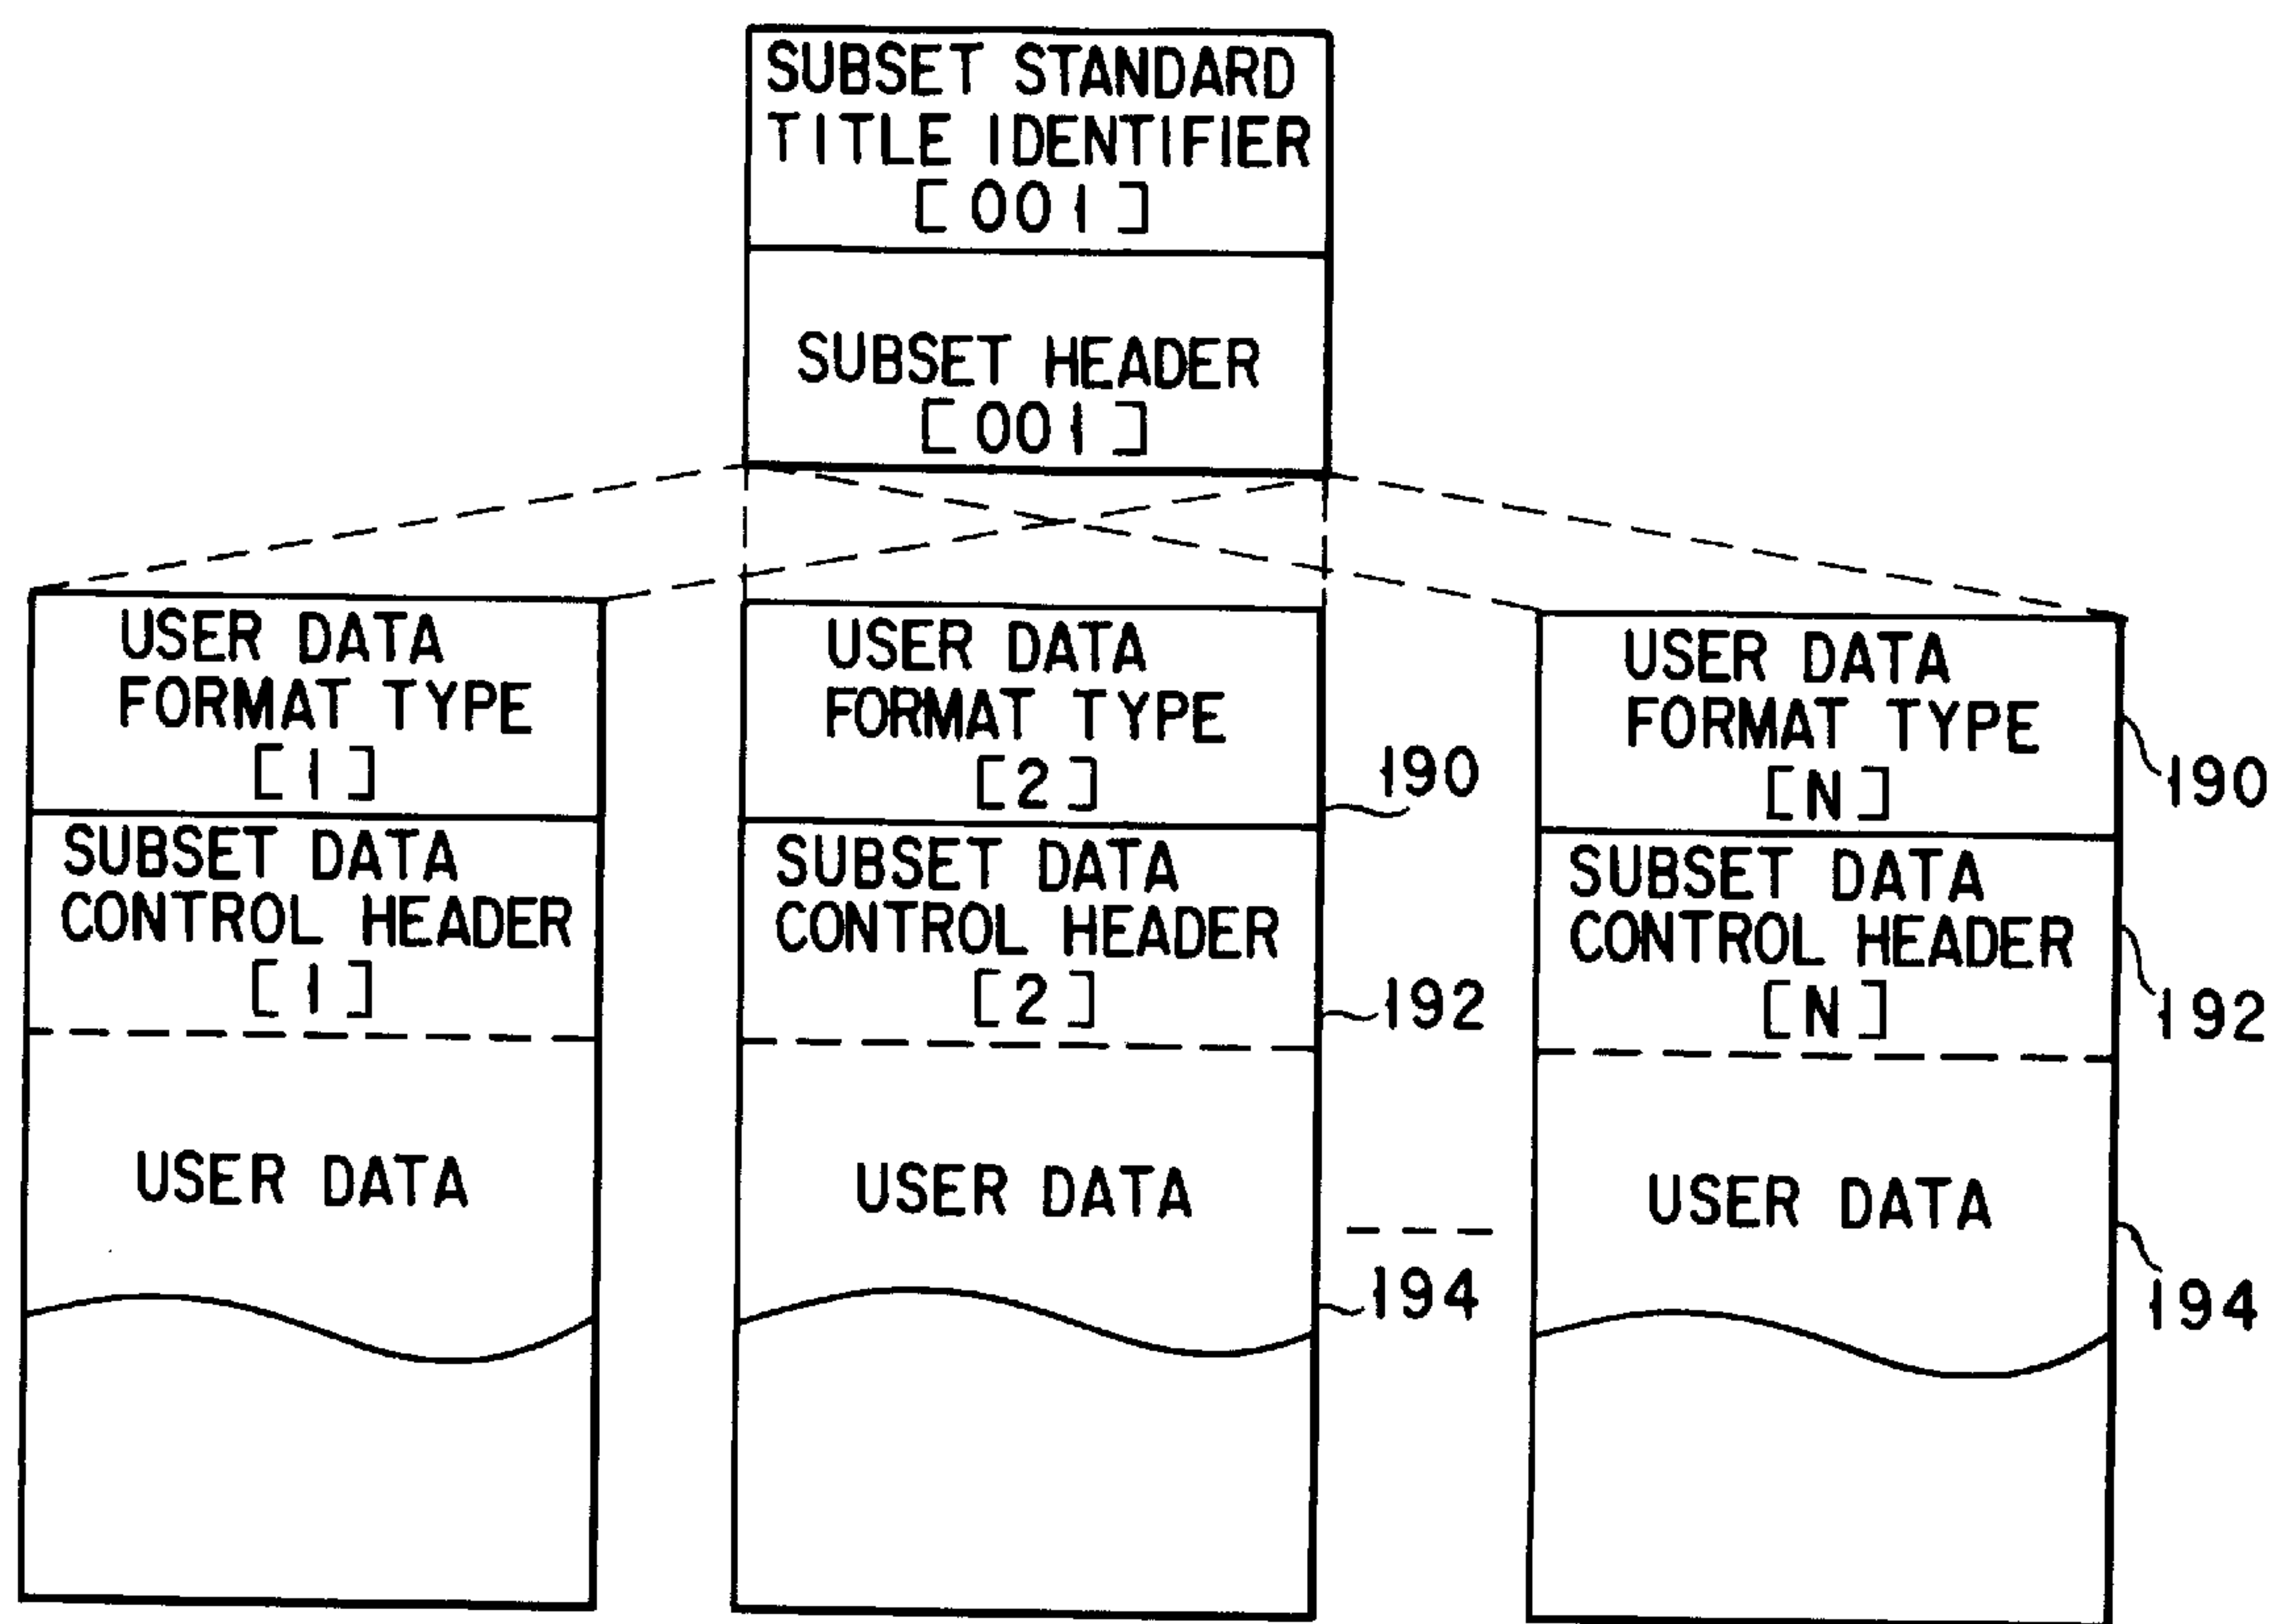 SUBSET STANDARD
TITLE IDENTIFIER
[001]
SUBSET HEADER
[001]
USER DATA
FORMAT TYPE
[1]
SUBSET DATA
CONTROL HEADER
[1]
USER DATA
USER DATA
FORMAT TYPE
[2]
190
SUBSET DATA
CONTROL HEADER
[2]
192
USER DATA
194
USER DATA
FORMAT TYPE
[N]
190
SUBSET DATA
CONTROL HEADER
[N]
192
USER DATA
194